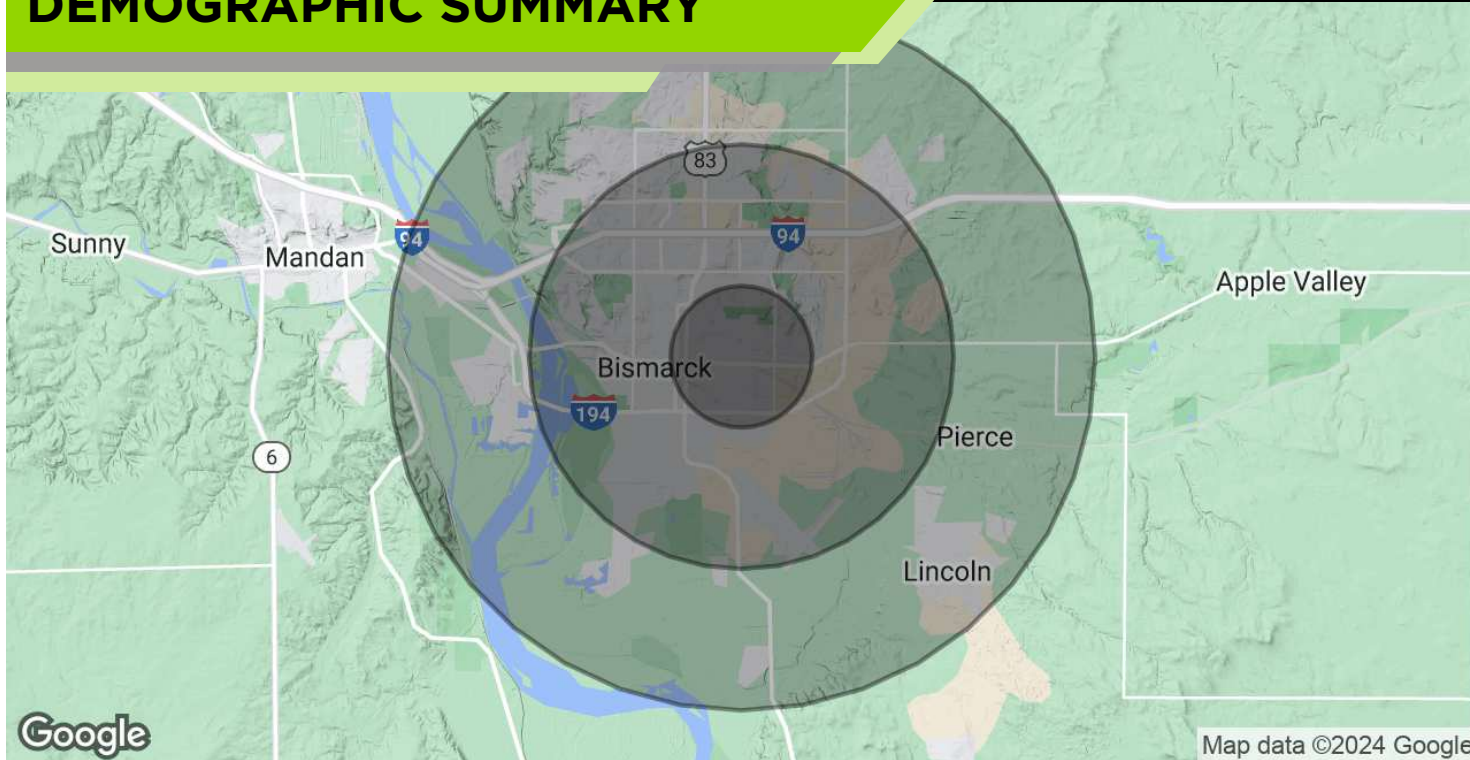 DEMOGRAPHIC SUMMARY
83
94
94
Sunny
Mandan
Apple Valley
Bismarck
194
Pierce
6
Lincoln
Google
Map data ©2024 Google